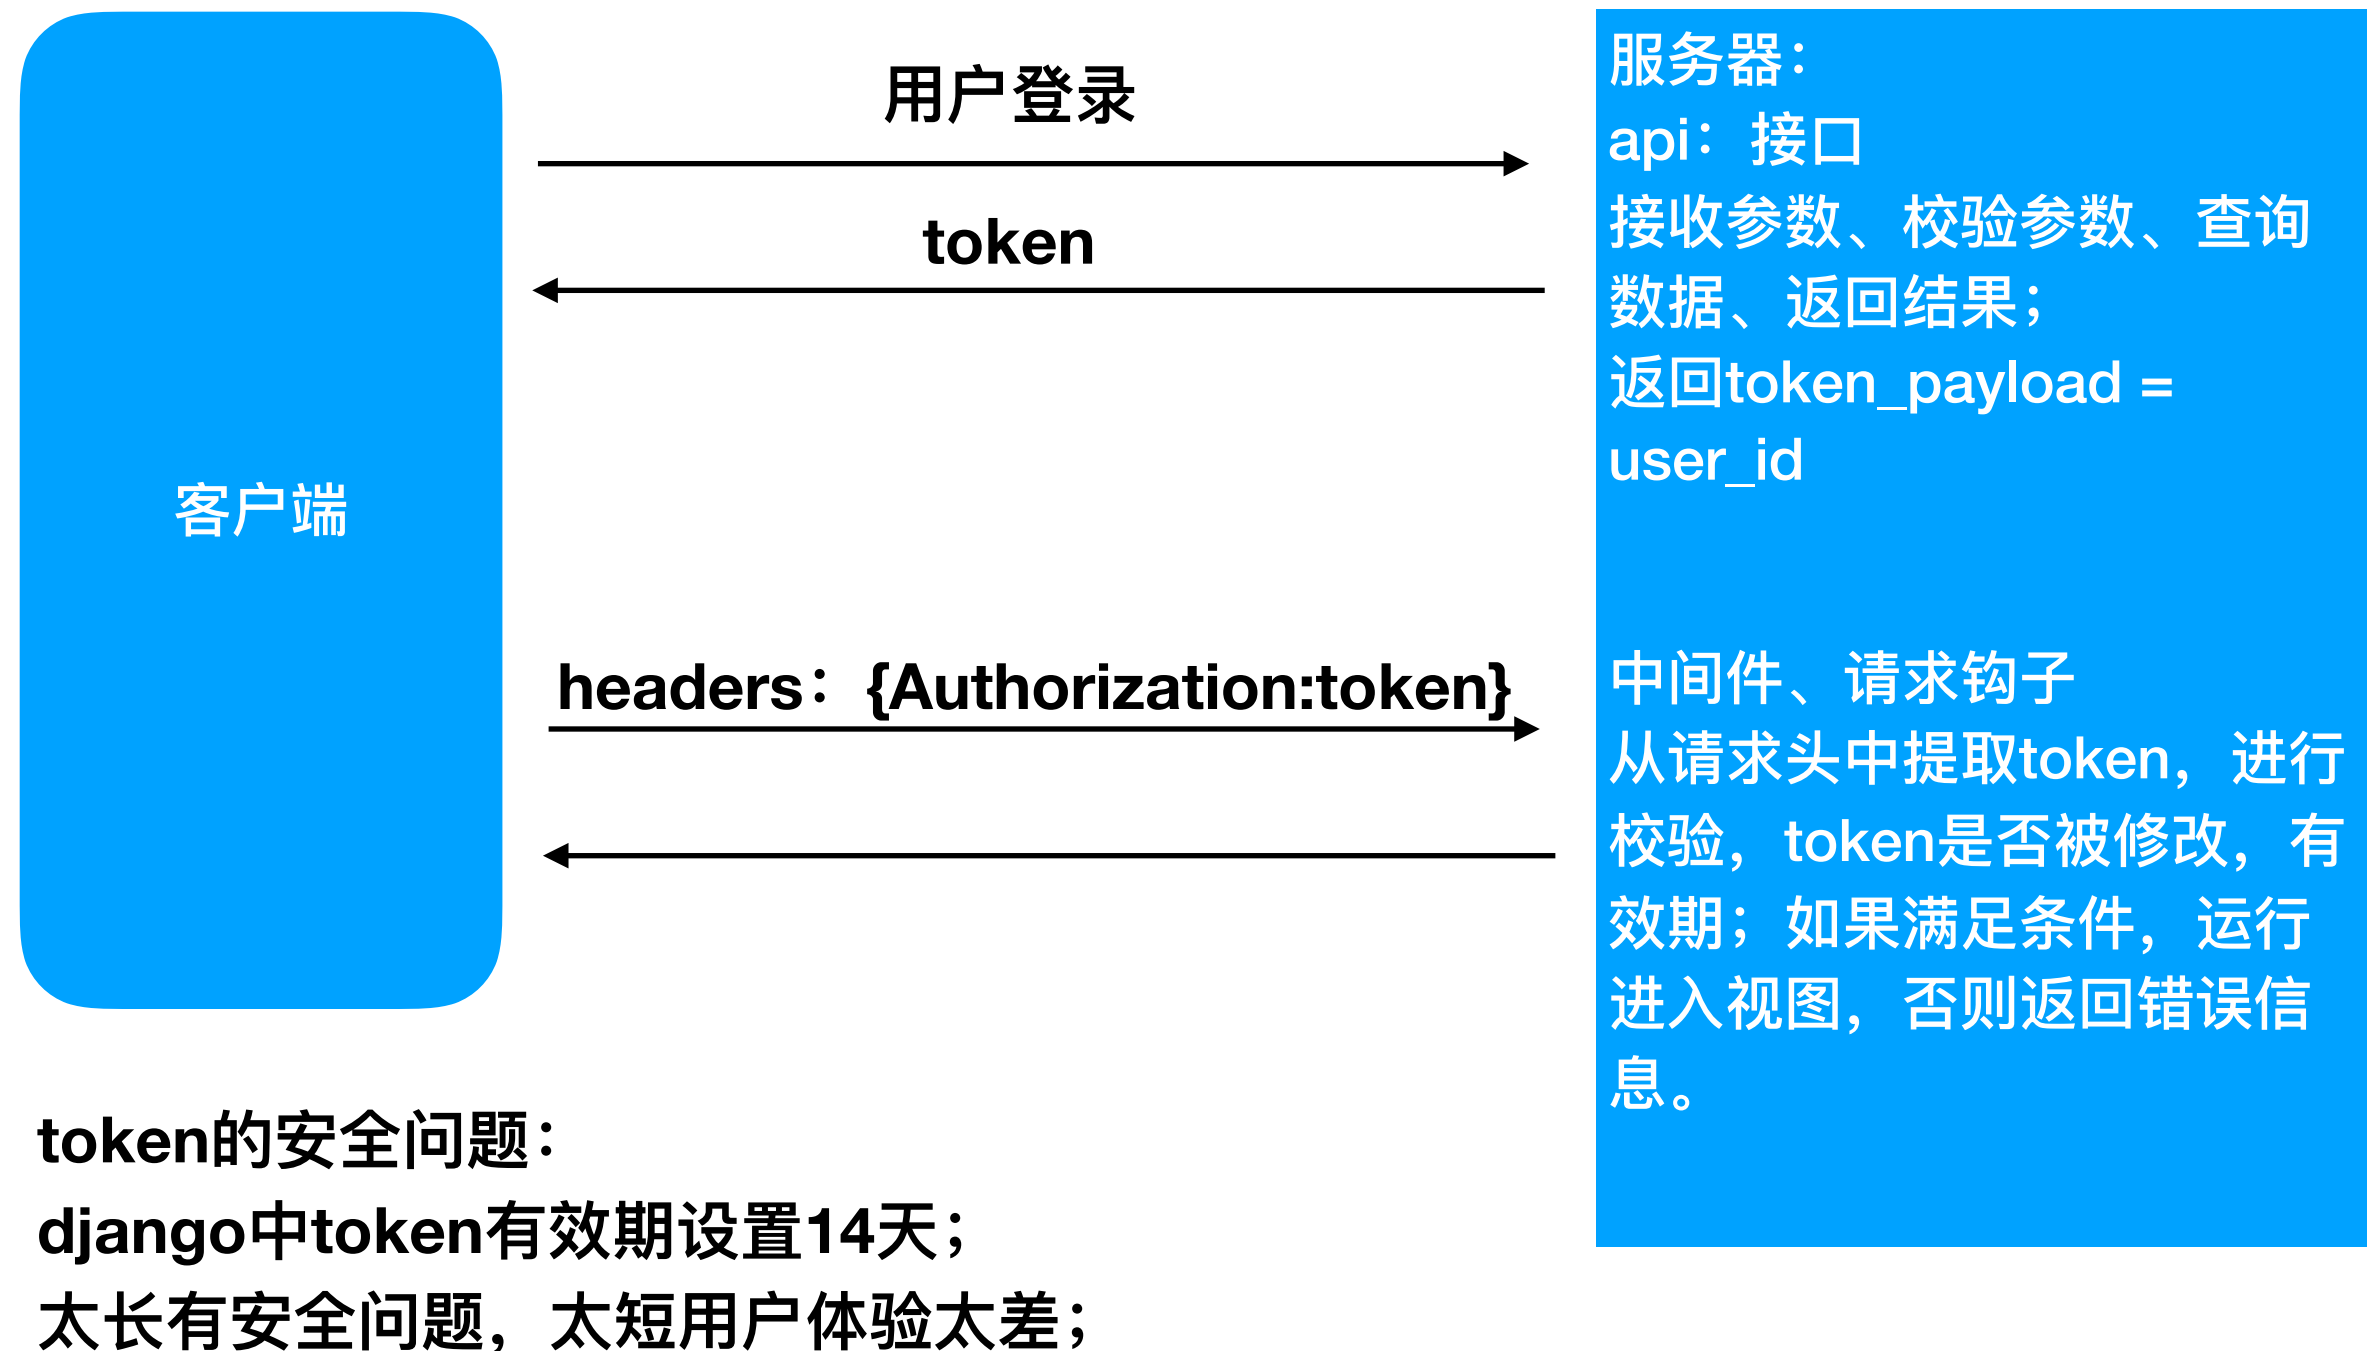 用户登录
token
客户端
headers：{Authorization:token}
服务器：
api：接口
接收参数、校验参数、查询
数据、返回结果；
返回token_payload =
user_id
中间件、请求钩子
从请求头中提取token，进行
校验，token是否被修改，有
效期；如果满足条件，运行
进入视图，否则返回错误信
息。
token的安全问题：
django中token有效期设置14天；
太长有安全问题，太短用户体验太差；